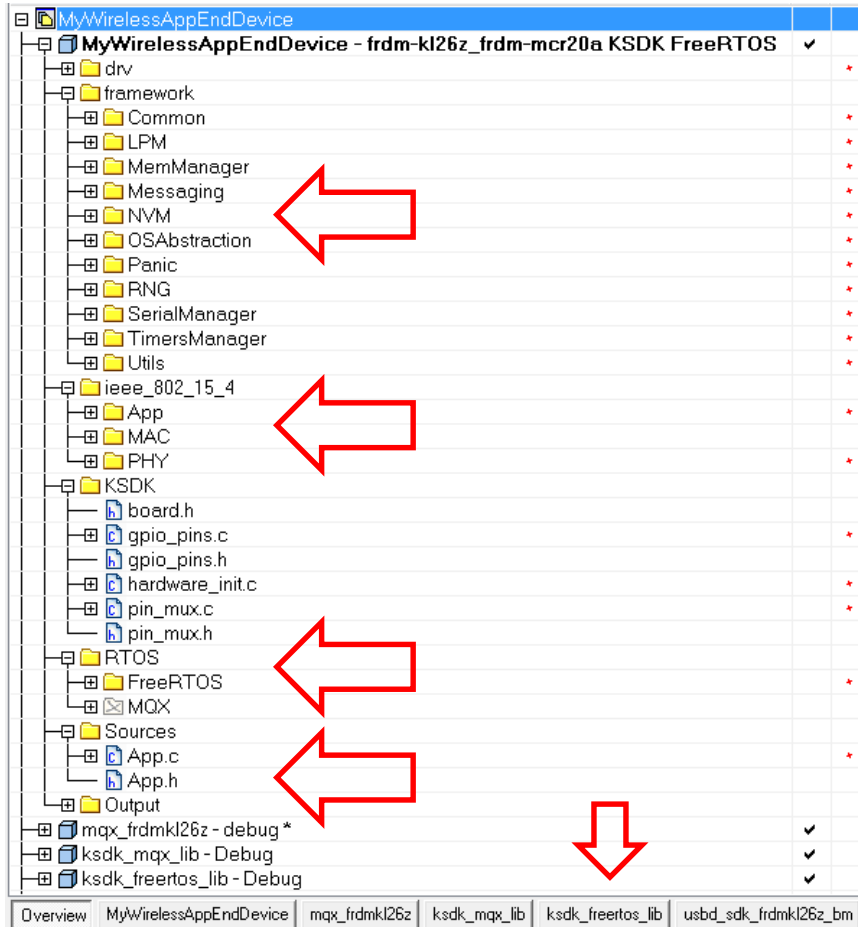 MyWirelessAppEndDevice
MyWirelessAppEndDevice - frdm-kl26z_frdm-mcr20a KSDK FreeRTOS
drv
framework
Common
LPM
MemManager
Messaging
NVM
OSAbstraction
Panic
RNG
SerialManager
TimersManager
Utils
ieee_802_15_4
App
MAC
PHY
KSDK
board.h
gpio_pins.c
gpio_pins.h
hardware_init.c
pin_mux.c
pin_mux.h
RTOS
FreeRTOS
MQX
Sources
App.c
App.h
Output
mqx_frdmkl26z - debug *
ksdk_mqx_lib - Debug
ksdk_freertos_lib - Debug
Overview MyWirelessAppEndDevice mqx_frdmkl26z ksdk_mqx_lib ksdk_freertos_lib usbd_sdk_frdmkl26z_bm